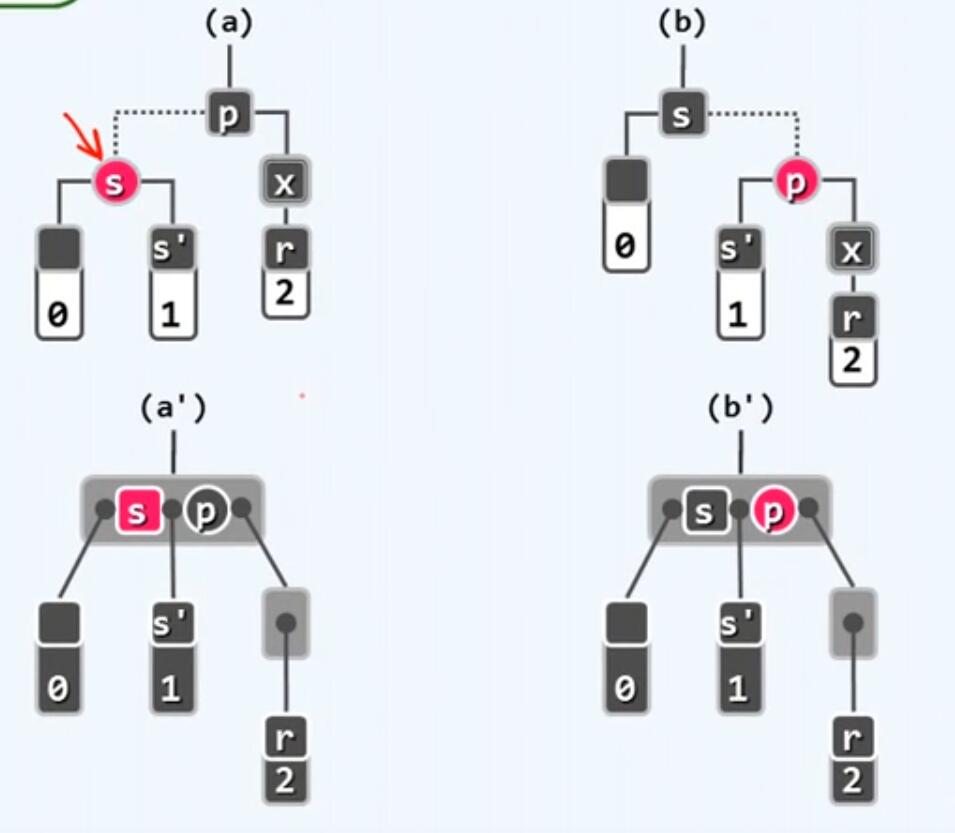 (a) (b)
p s
s x p
s' r s' x
0 1 2 0 1 r
2
(a') (b')
s p s p
s' s'
0 1 0 1
r r
2 2